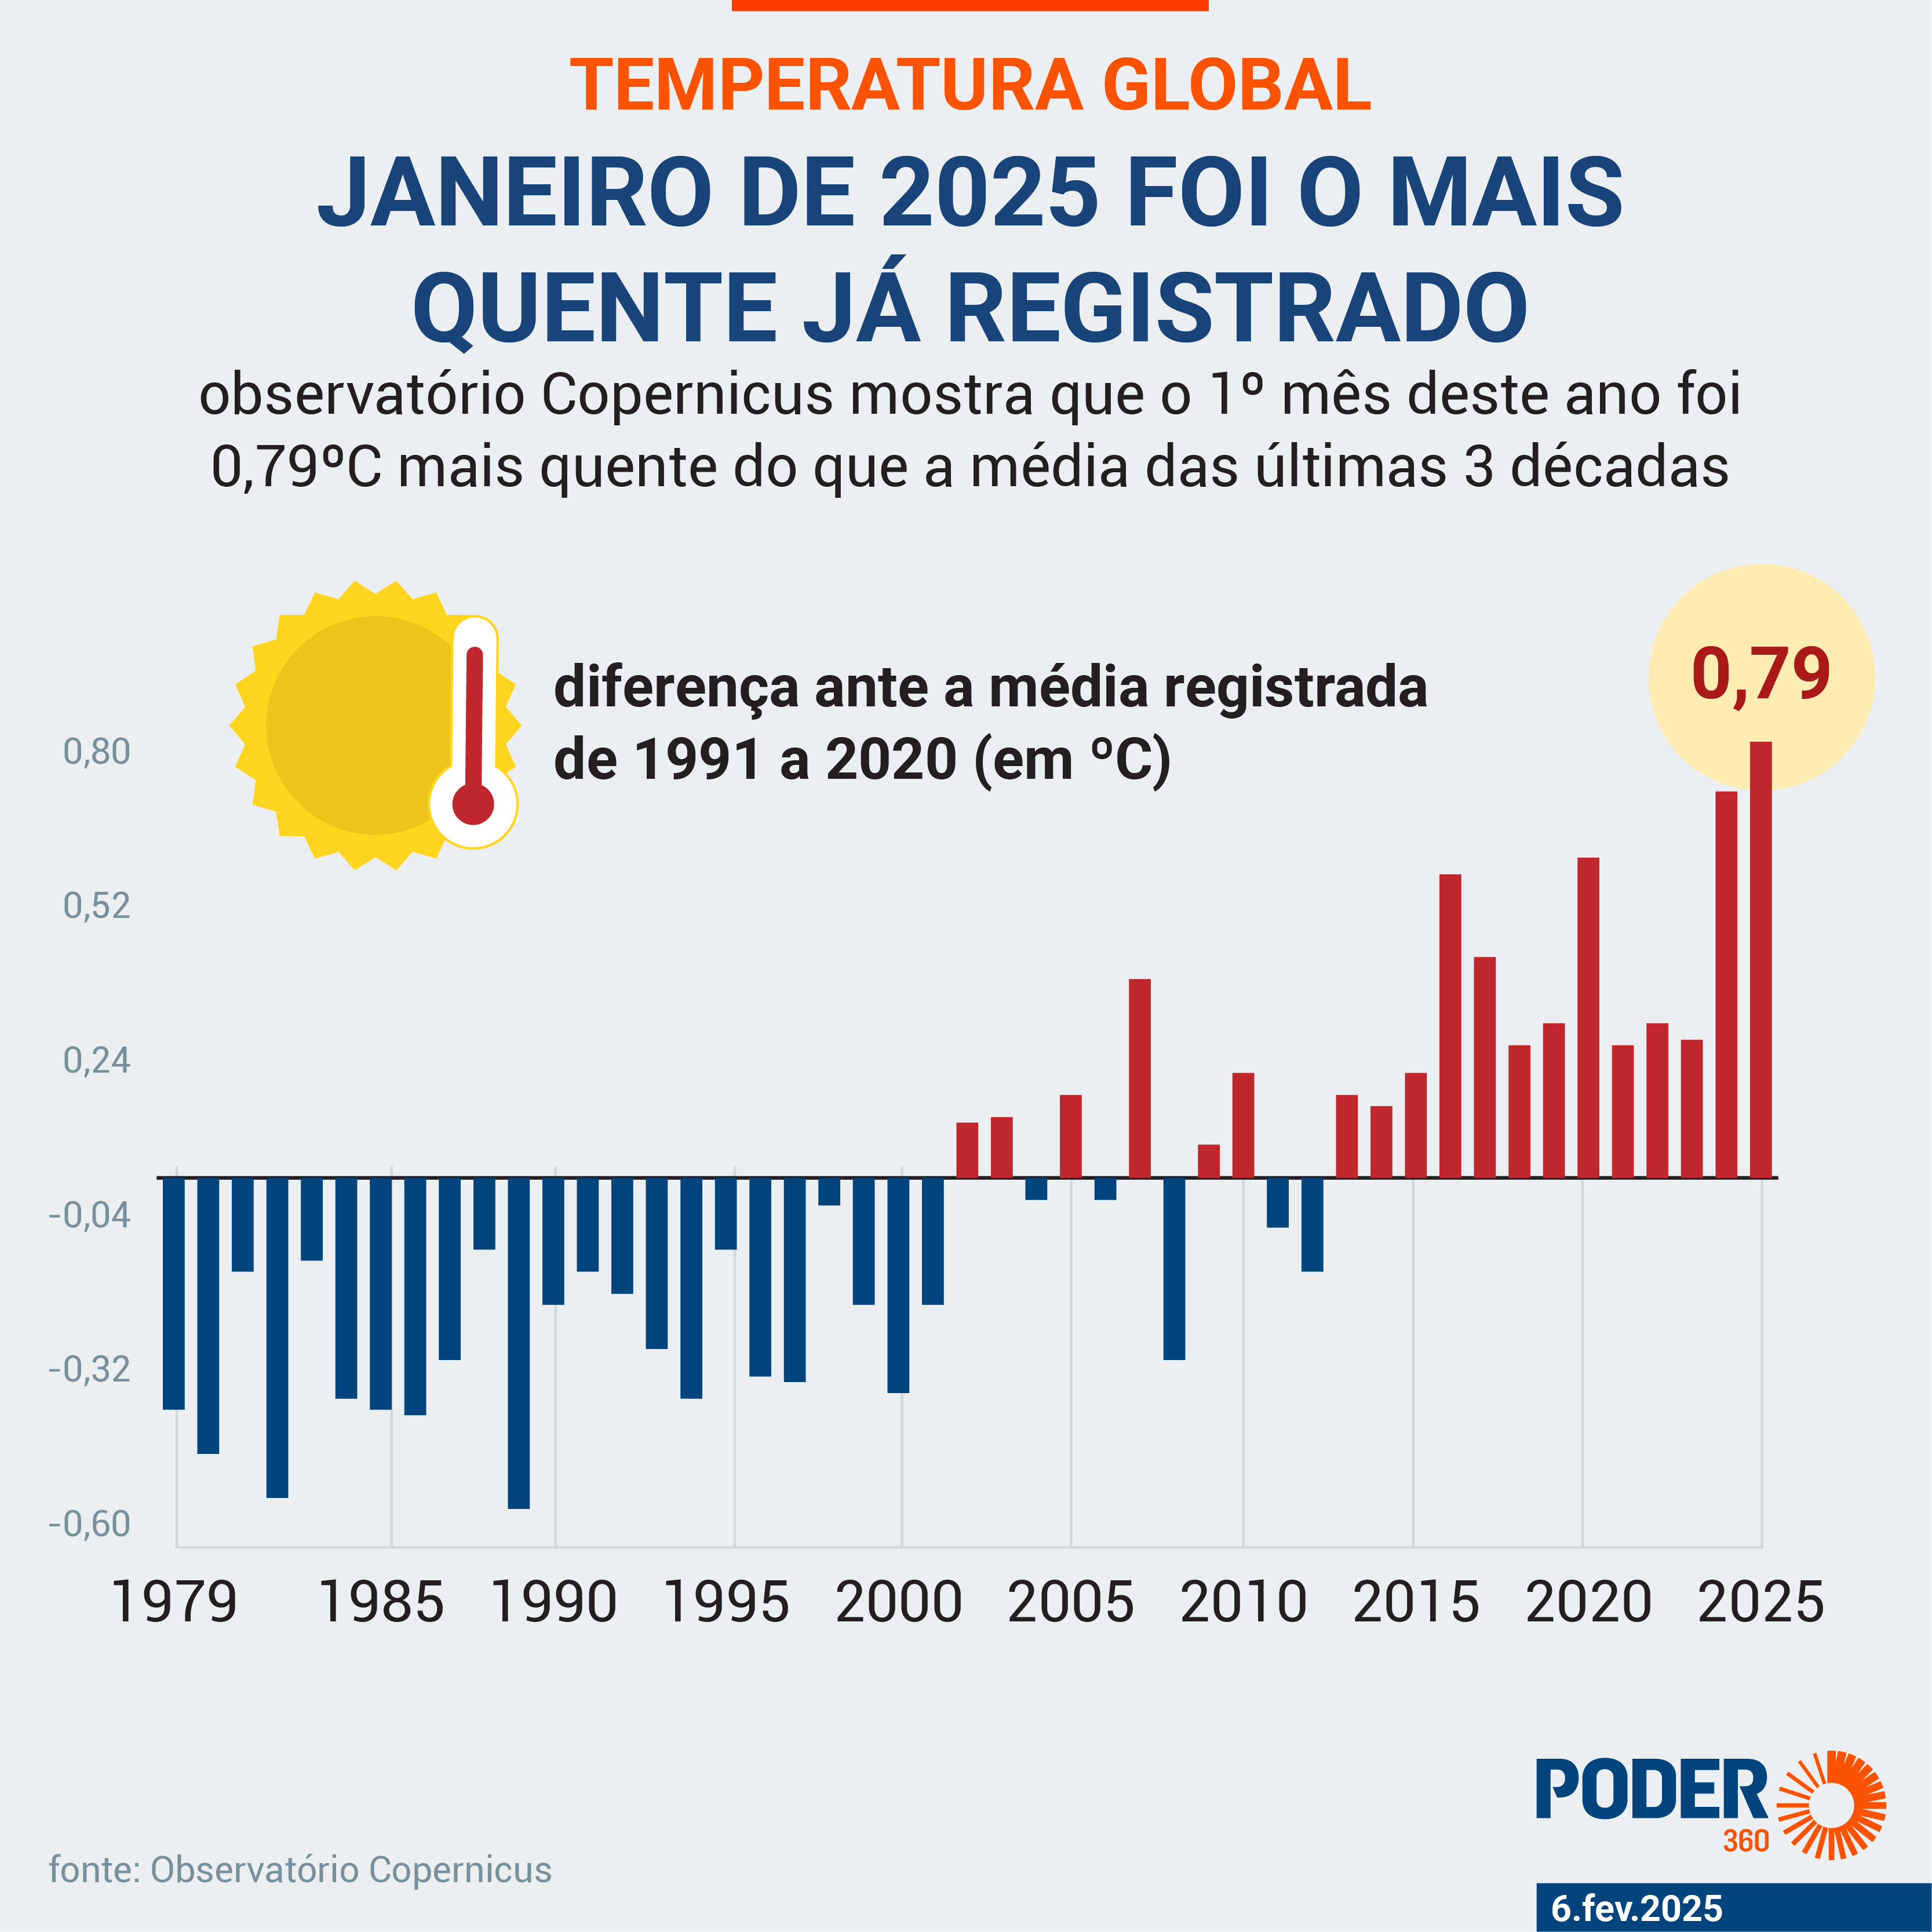 TEMPERATURA GLOBAL
JANEIRO DE 2025 FOI O MAIS
QUENTE JÁ REGISTRADO
observatório Copernicus mostra que o 1º mês deste ano foi
0,79ºC mais quente do que a média das últimas 3 décadas
diferença ante a média registrada
de 1991 a 2020 (em ºC)
0,79
0,80
0,52
0,24
-0,04
-0,32
-0,60
1979 1985 1990 1995 2000 2005 2010 2015 2020 2025
fonte: Observatório Copernicus
PODER
360
6.fev.2025